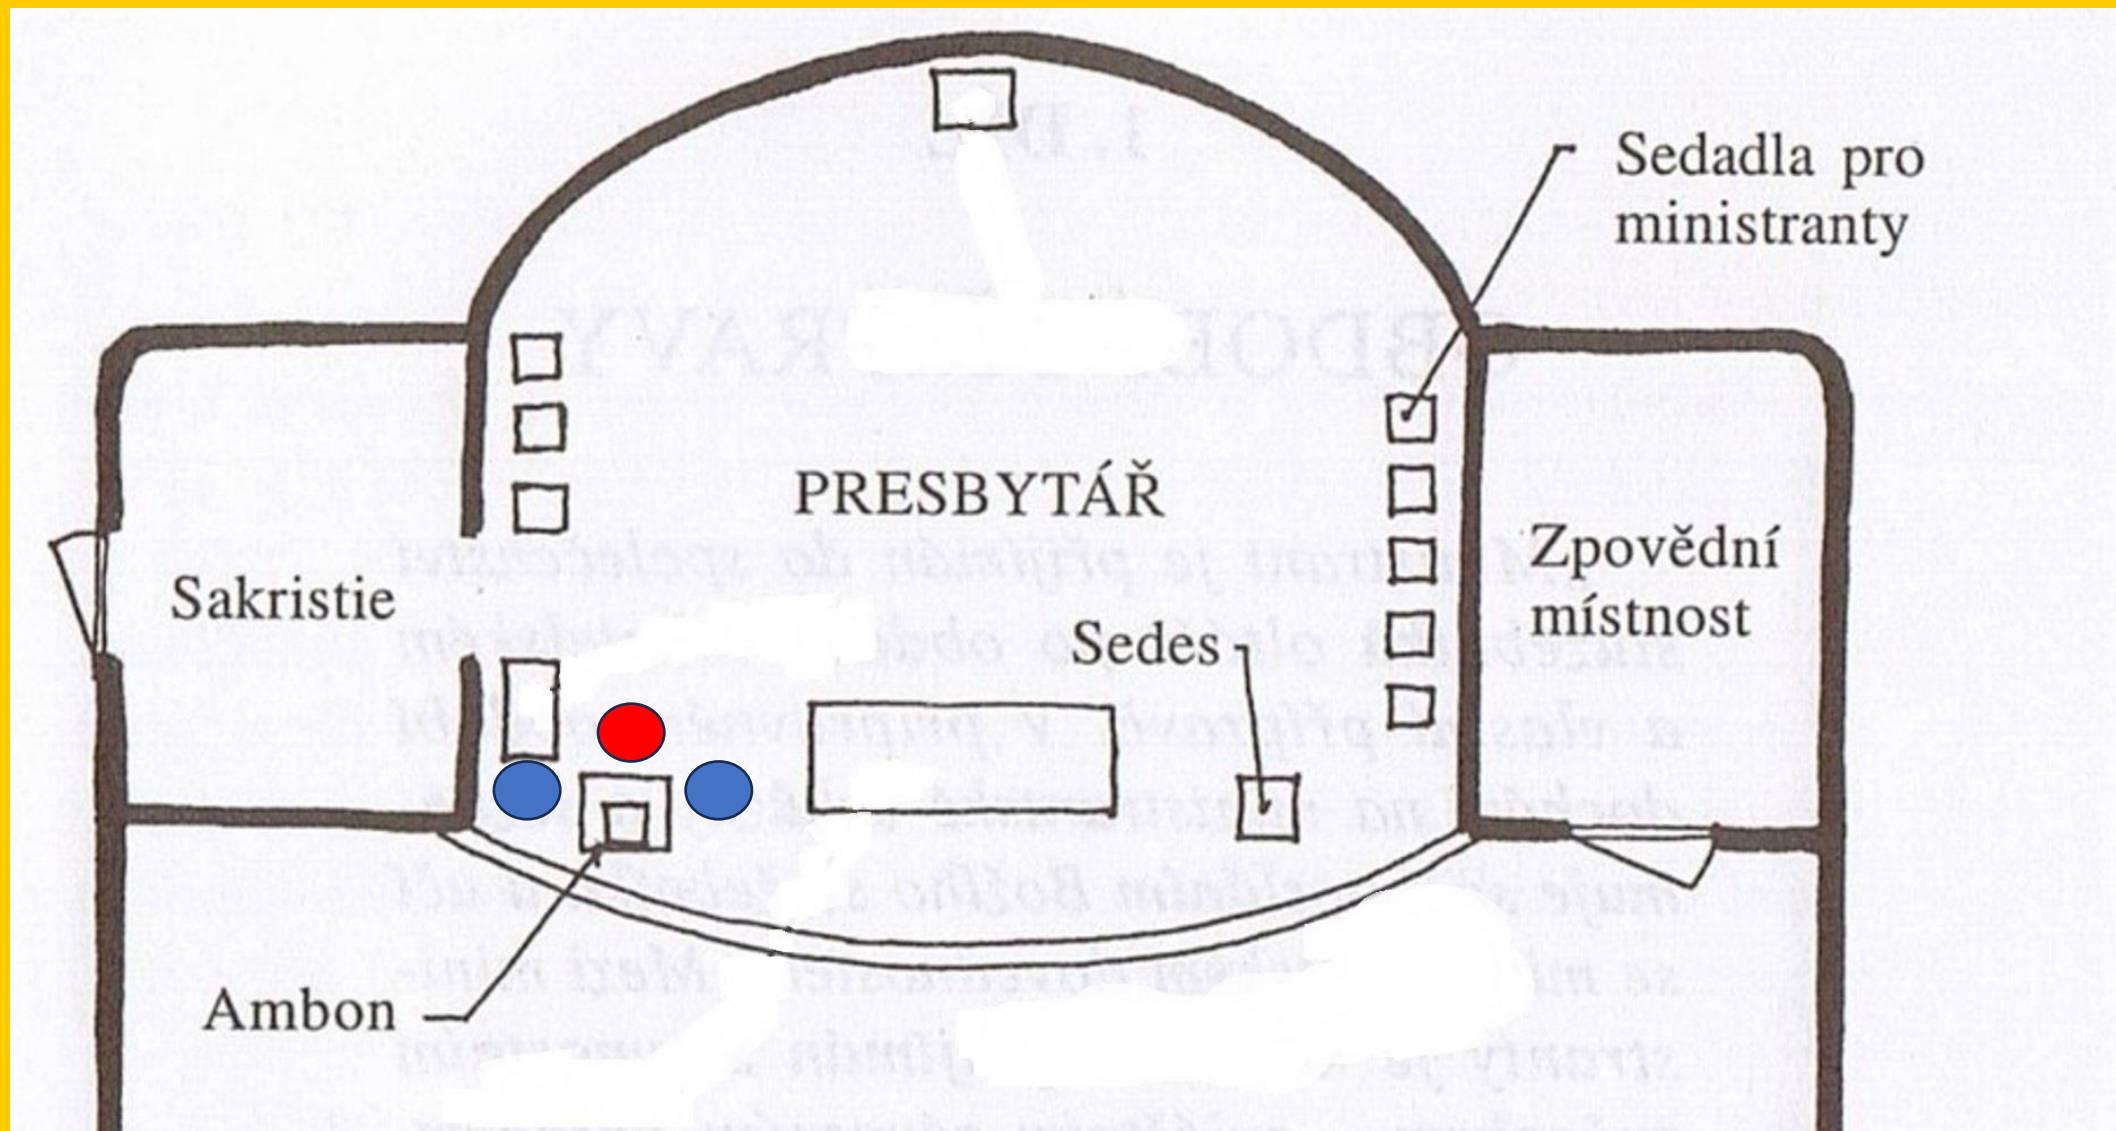 Sedadla pro
ministranty
PRESBYTÁŘ
Zpovědní
místnost
Sakristie
Sedes
Ambon